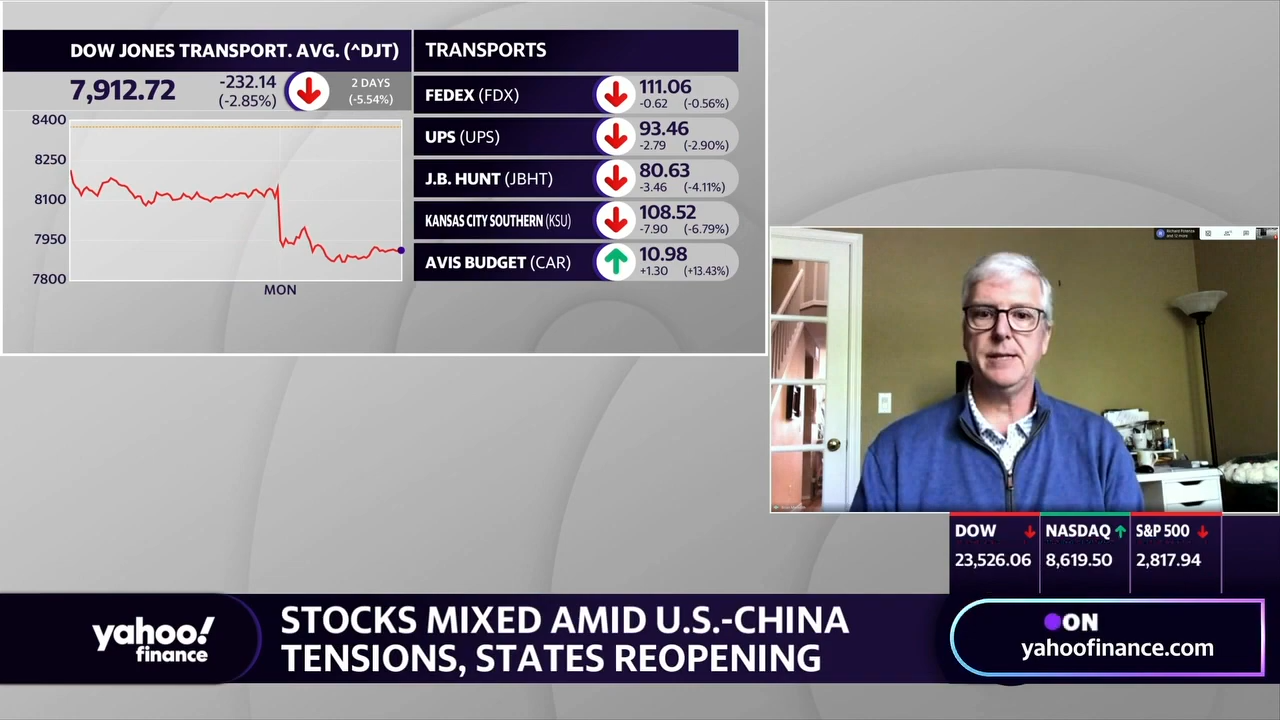 DOW JONES TRANSPORT. AVG. (^DJT)
7,912.72
-232.14
(-2.85%)
2 DAYS
(-5.54%)
8400
8250
8100
7950
7800
MON
TRANSPORTS
FEDEX (FDX)
111.06
-0.62 (-0.56%)
UPS (UPS)
93.46
-2.79 (-2.90%)
J.B. HUNT (JBHT)
80.63
-3.46 (-4.11%)
KANSAS CITY SOUTHERN (KSU)
108.52
-7.90 (-6.79%)
AVIS BUDGET (CAR)
10.98
+1.30 (+13.43%)
DOW
23,526.06
NASDAQ
8,619.50
S&P 500
2,817.94
yahoo!
finance
STOCKS MIXED AMID U.S.-CHINA
TENSIONS, STATES REOPENING
ON
yahoofinance.com